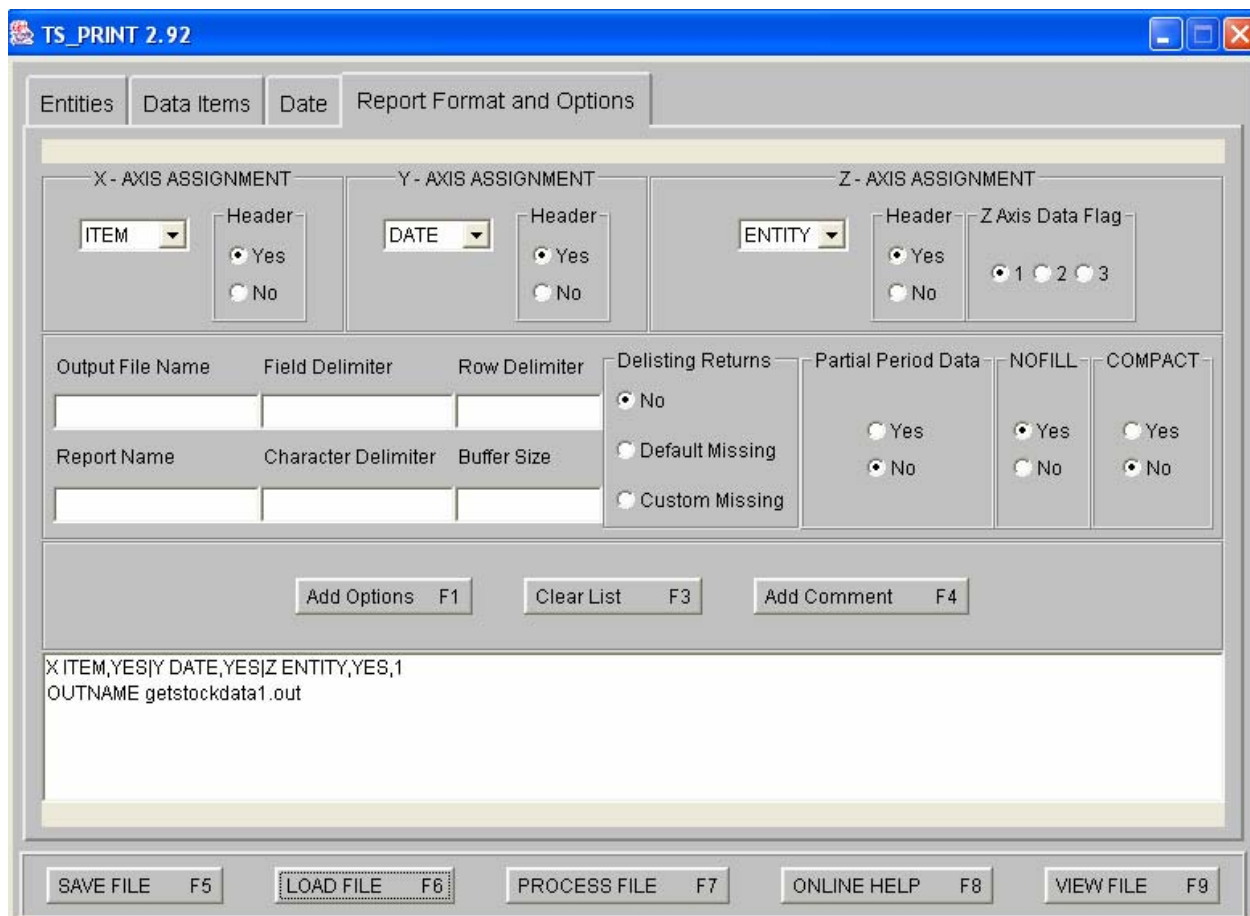 TS_PRINT 2.92
Entities Data Items Date Report Format and Options
X - AXIS ASSIGNMENT Y - AXIS ASSIGNMENT Z - AXIS ASSIGNMENT
ITEM Header Yes No
DATE Header Yes No
ENTITY Header Yes No
Z Axis Data Flag 1 2 3
Output File Name Field Delimiter Row Delimiter
Report Name Character Delimiter Buffer Size
Delisting Returns
No
Default Missing
Custom Missing
Partial Period Data
Yes
No
NOFILL
Yes
No
COMPACT
Yes
No
Add Options F1 Clear List F3 Add Comment F4
X ITEM,YES|Y DATE,YES|Z ENTITY,YES,1
OUTNAME getstockdata1.out
SAVE FILE F5 LOAD FILE F6 PROCESS FILE F7 ONLINE HELP F8 VIEW FILE F9